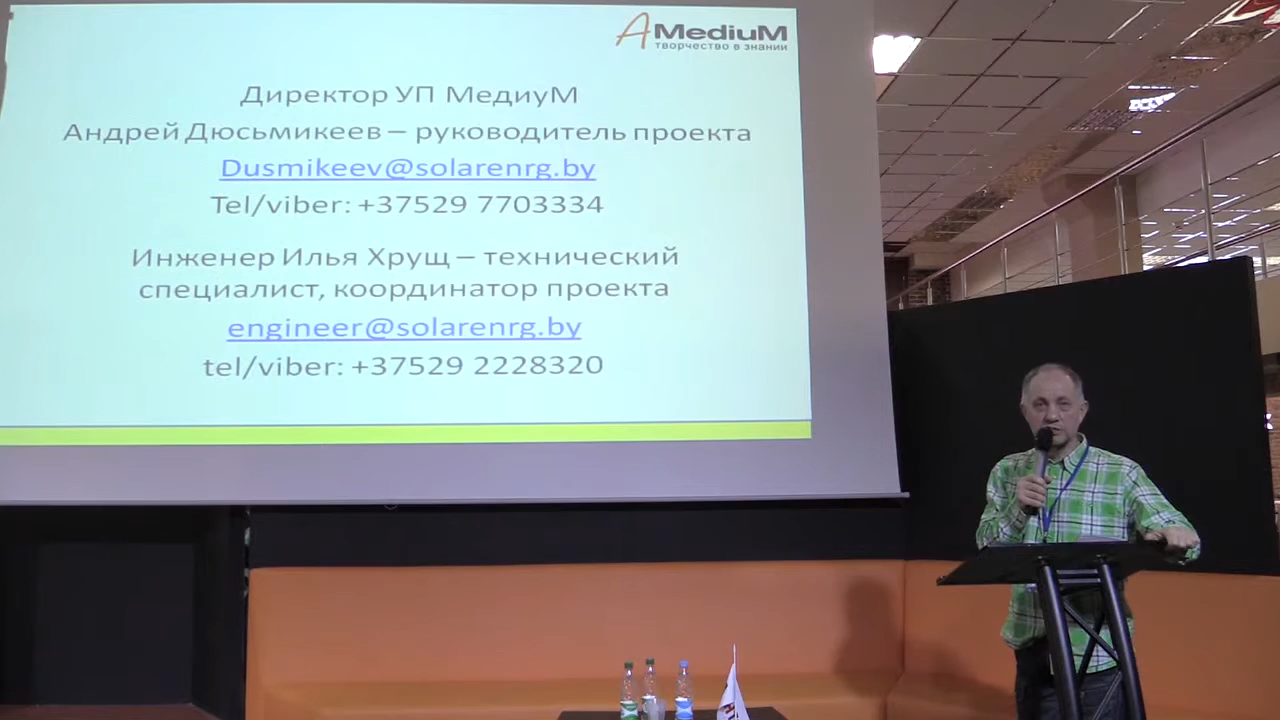 AMediuM
творчество в знании
Директор УП МедиуМ
Андрей Дюсьмикеев – руководитель проекта
Dusmikeev@solarenrg.by
Tel/viber: +37529 7703334
Инженер Илья Хрущ – технический
специалист, координатор проекта
engineer@solarenrg.by
tel/viber: +37529 2228320